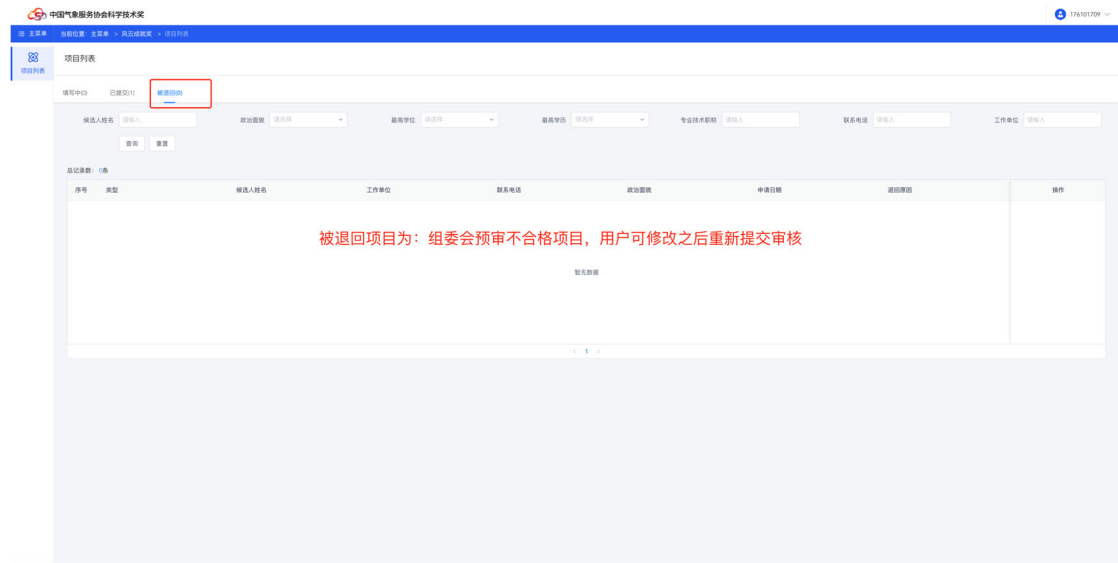 中国气象服务协会科学技术奖
176101709
主菜单 当前位置：主菜单 > 风云成就奖 > 项目列表
项目列表
项目列表
填写中(0) 已提交(1) 被退回(0)
候选人姓名 请输入 政治面貌 请选择 最高学位 请选择 最高学历 请选择 专业技术职称 请输入 联系电话 请输入 工作单位 请输入
查询 重置
总记录数：0条
序号 类型 候选人姓名 工作单位 联系电话 政治面貌 申请日期 退回原因 操作
被退回项目为：组委会预审不合格项目，用户可修改之后重新提交审核
暂无数据
< 1 >